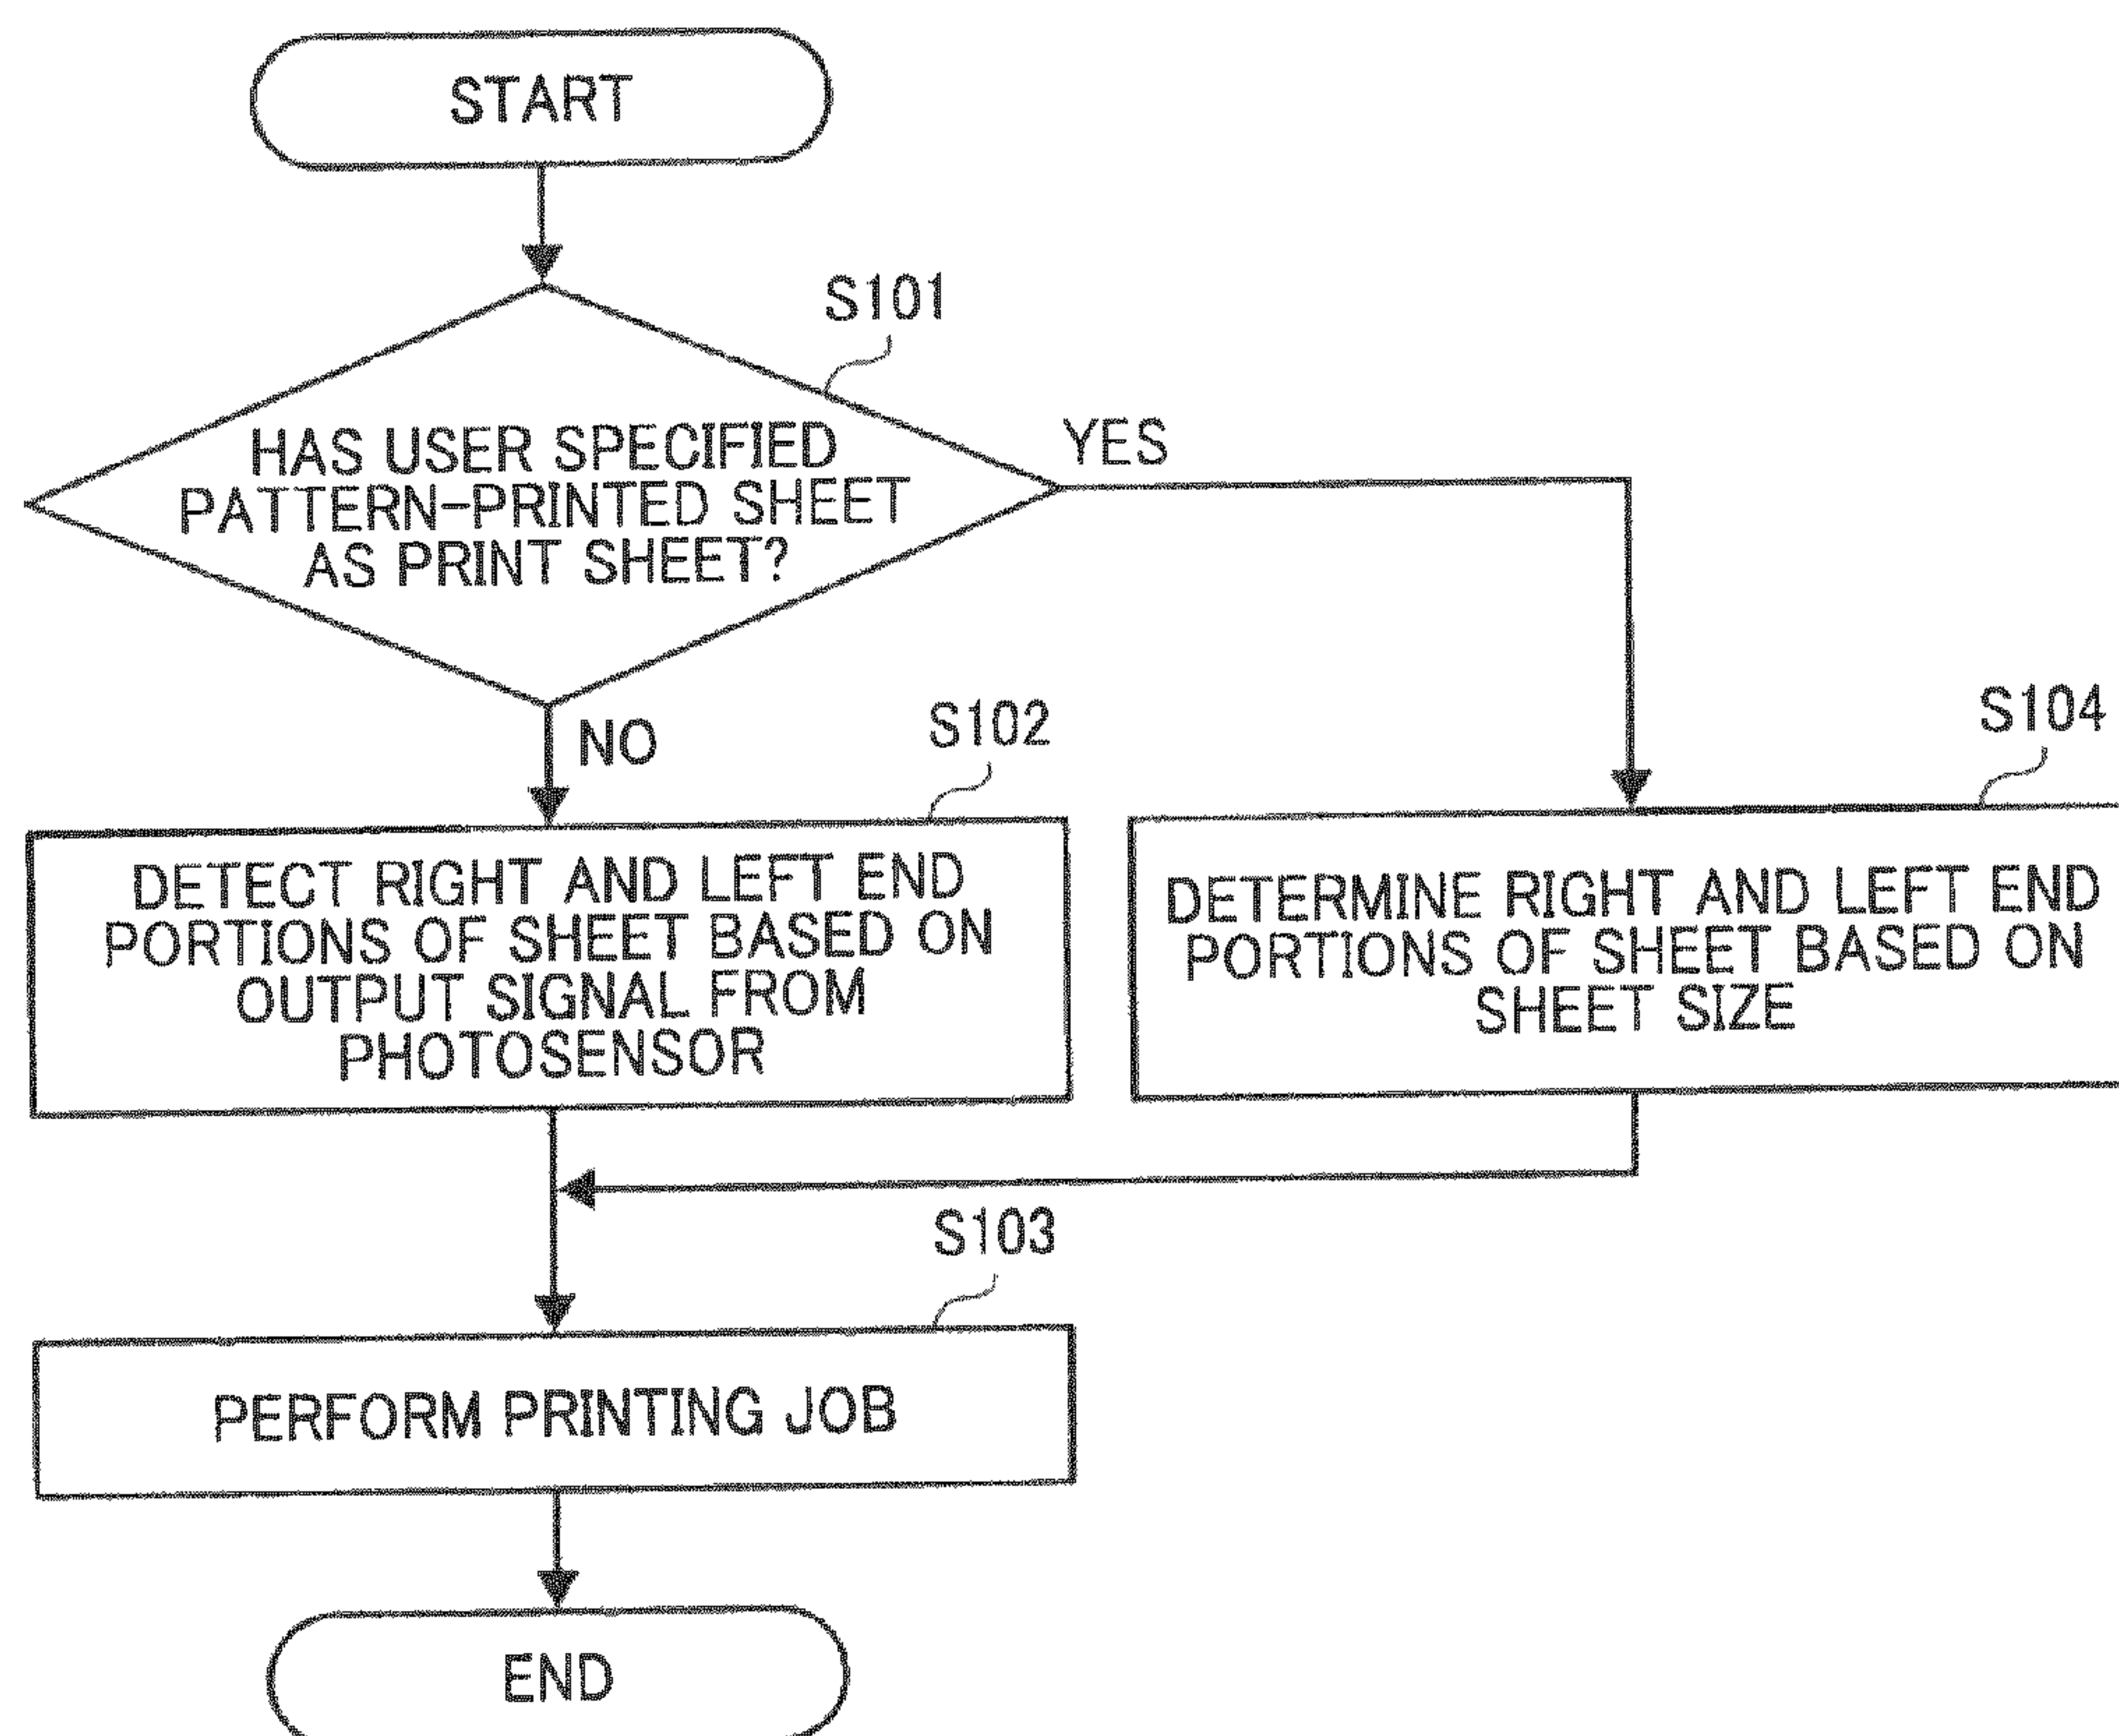 START
S101
HAS USER SPECIFIED
PATTERN-PRINTED SHEET
AS PRINT SHEET?
YES
NO
S102
DETECT RIGHT AND LEFT END
PORTIONS OF SHEET BASED ON
OUTPUT SIGNAL FROM
PHOTOSENSOR
S104
DETERMINE RIGHT AND LEFT END
PORTIONS OF SHEET BASED ON
SHEET SIZE
S103
PERFORM PRINTING JOB
END